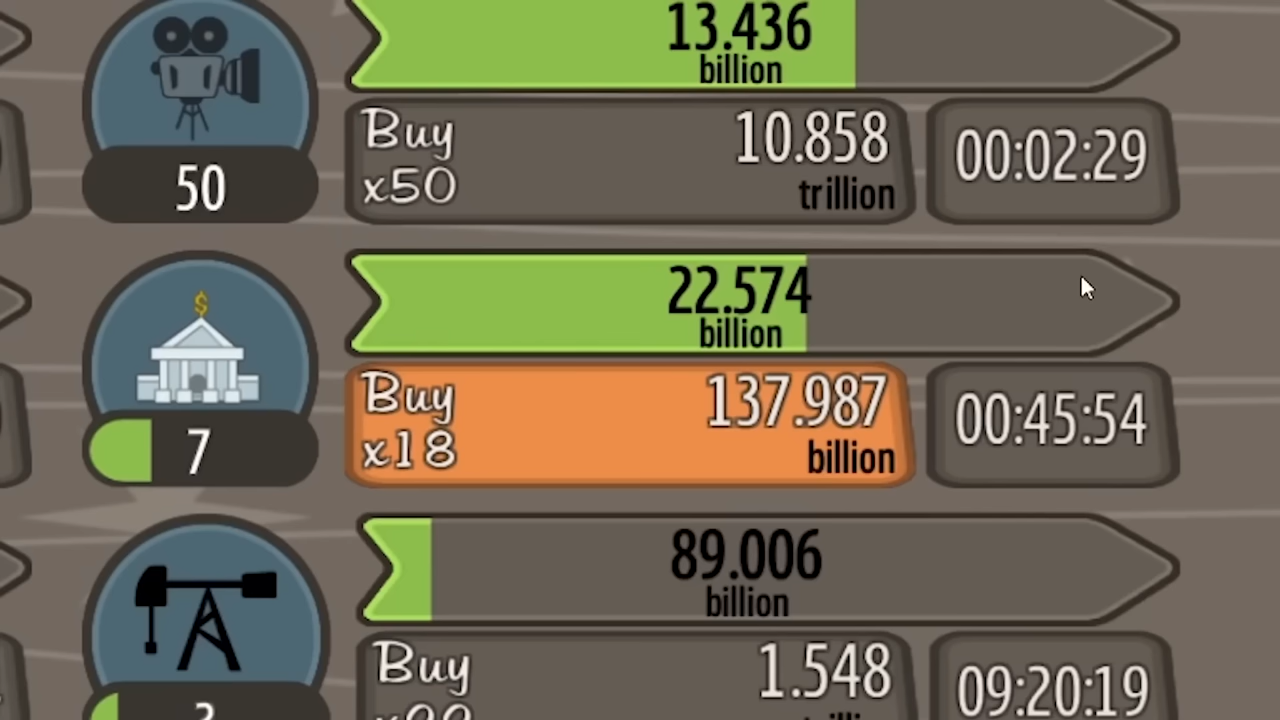 13.436
billion
Buy
10.858
x50
trillion
00:02:29
50
22.574
billion
$
Buy
137.987
x18
billion
00:45:54
7
89.006
billion
Buy
1.548
09:20:19